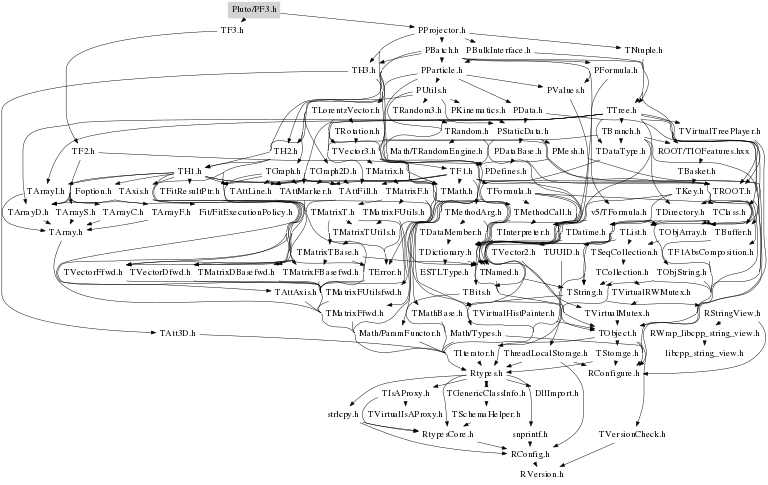 Pluto/PF3.h
TF3.h PProjector.h
PBatch.h PBulkInterface.h TNtuple.h
TH3.h PParticle.h PFormula.h
PUtils.h PValues.h
TLorentzVector.h TRandom3.h PKinematics.h PData.h TTree.h
TRotation.h TRandom.h PStaticData.h TBranch.h TVirtualTreePlayer.h
TF2.h TH2.h TVector3.h Math/TRandomEngine.h PDataBase.h PMesh.h TDataType.h ROOT/TIOFeatures.hxx
TH1.h TGraph.h TGraph2D.h TMatrix.h TF1.h PDefines.h TBasket.h
TArrayI.h Foption.h TAxis.h TFitResultPtr.h TAttLine.h TAttMarker.h TAttFill.h TMatrixF.h TMath.h TFormula.h TKey.h TROOT.h
TArrayD.h TArrayS.h TArrayC.h TArrayF.h Fit/FitExecutionPolicy.h TMatrixT.h TMatrixFUtils.h TMethodArg.h TMethodCall.h v5/TFormula.h TDirectory.h TClass.h
TArray.h TMatrixTUtils.h TDataMember.h TInterpreter.h TDatime.h TList.h TObjArray.h TBuffer.h
TMatrixTBase.h TDictionary.h TVector2.h TUUID.h TSeqCollection.h TF1AbsComposition.h
TVectorFfwd.h TVectorDfwd.h TMatrixDBasefwd.h TMatrixFBasefwd.h TError.h ESTLType.h TNamed.h TCollection.h TObjString.h
TAttAxis.h TMatrixFUtilsfwd.h TBits.h TString.h TVirtualRWMutex.h
TMatrixFfwd.h TMathBase.h TVirtualHistPainter.h TVirtualMutex.h RStringView.h
TAtt3D.h Math/ParamFunctor.h Math/Types.h TObject.h RWrap_libcpp_string_view.h
TIterator.h ThreadLocalStorage.h TStorage.h libcpp_string_view.h
Rtypes.h RConfigure.h
TIsAProxy.h TGenericClassInfo.h DllImport.h
strlcpy.h TVirtualIsAProxy.h TSchemaHelper.h
RtypesCore.h snprintf.h TVersionCheck.h
RConfig.h
RVersion.h